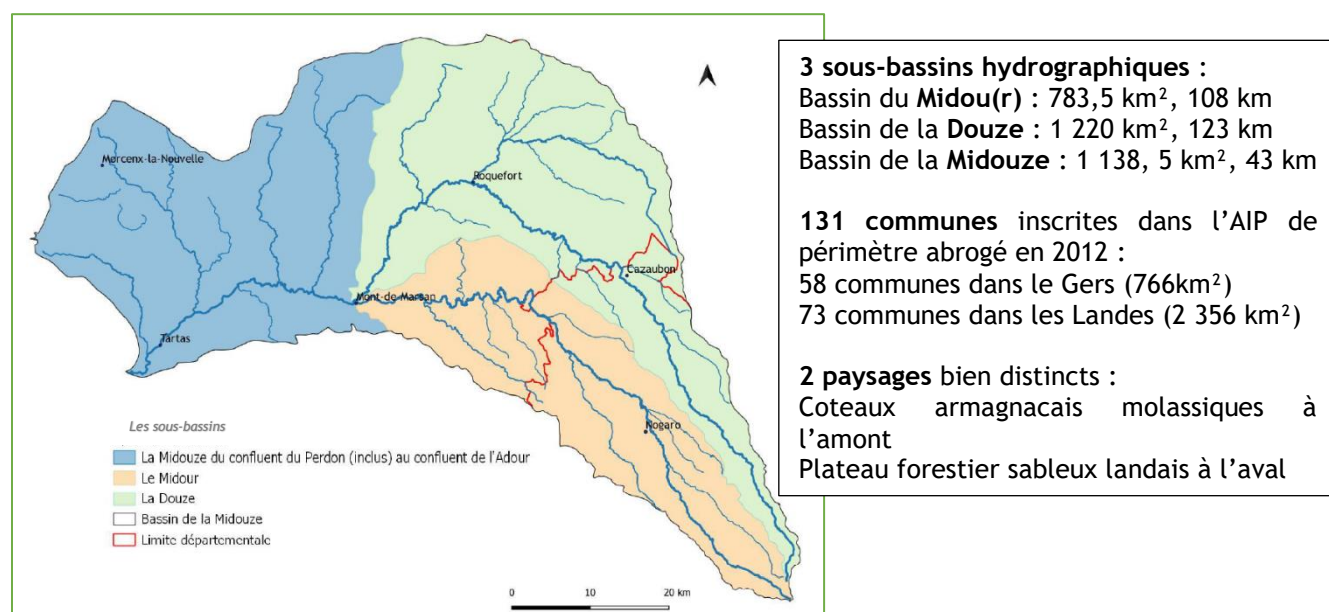 Morcenx-la-Nouvelle
Roquefort
Cazaubon
Mont-de-Marsan
Tartas
Nogaro
Les sous-bassins
La Midouze du confluent du Perdon (inclus) au confluent de l'Adour
Le Midour
La Douze
Bassin de la Midouze
Limite départementale
0 10 20 km
3 sous-bassins hydrographiques :
Bassin du Midou(r) : 783,5 km², 108 km
Bassin de la Douze : 1 220 km², 123 km
Bassin de la Midouze : 1 138, 5 km², 43 km
131 communes inscrites dans l’AIP de
périmètre abrogé en 2012 :
58 communes dans le Gers (766km²)
73 communes dans les Landes (2 356 km²)
2 paysages bien distincts :
Coteaux armagnacais molassiques à
l’amont
Plateau forestier sableux landais à l’aval